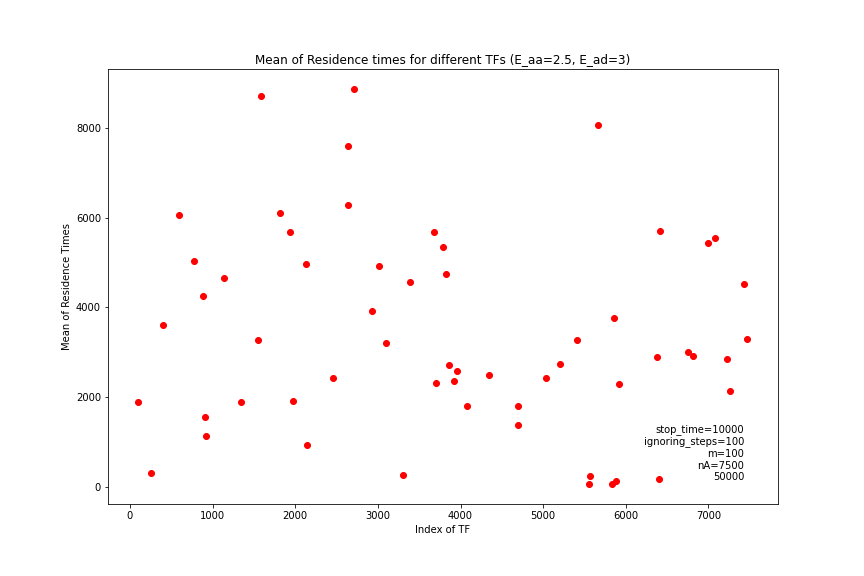 Mean of Residence times for different TFs (E_aa=2.5, E_ad=3)
Mean of Residence Times
8000
6000
4000
2000
0
stop_time=10000
ignoring_steps=100
m=100
nA=7500
50000
0 1000 2000 3000 4000 5000 6000 7000
Index of TF